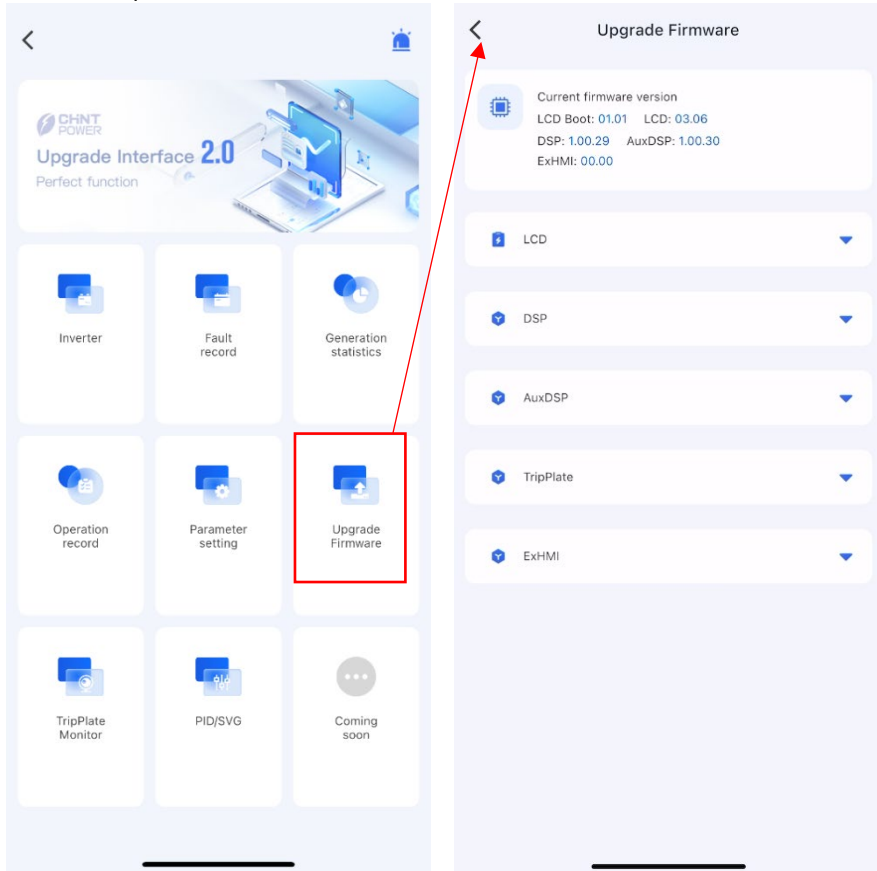 CHNT
POWER
Upgrade Interface 2.0
Perfect function
Inverter
Fault
record
Generation
statistics
Operation
record
Parameter
setting
Upgrade
Firmware
TripPlate
Monitor
PID/SVG
Coming
soon
Upgrade Firmware
Current firmware version
LCD Boot: 01.01 LCD: 03.06
DSP: 1.00.29 AuxDSP: 1.00.30
ExHMI: 00.00
LCD
DSP
AuxDSP
TripPlate
ExHMI